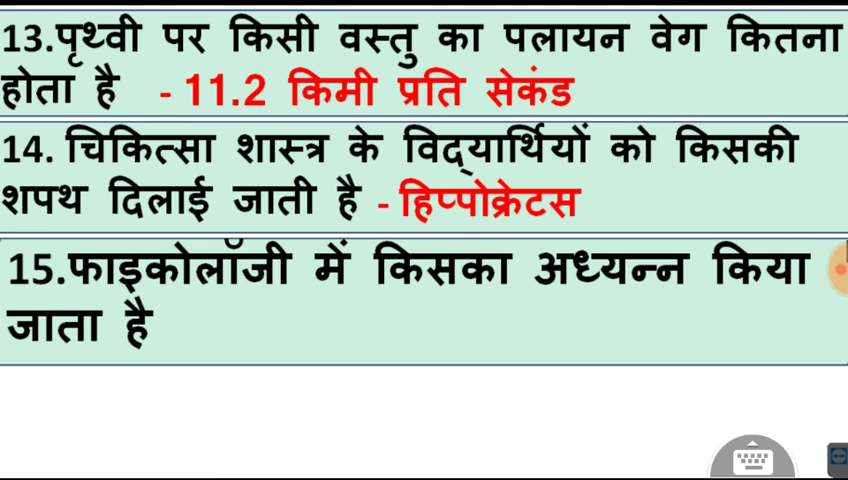 13.पृथ्वी पर किसी वस्तु का पलायन वेग कितना
होता है - 11.2 किमी प्रति सेकंड
14. चिकित्सा शास्त्र के विद्यार्थियों को किसकी
शपथ दिलाई जाती है - हिप्पोक्रेटस
15.फाइकोलॉजी में किसका अध्यन्न किया
जाता है